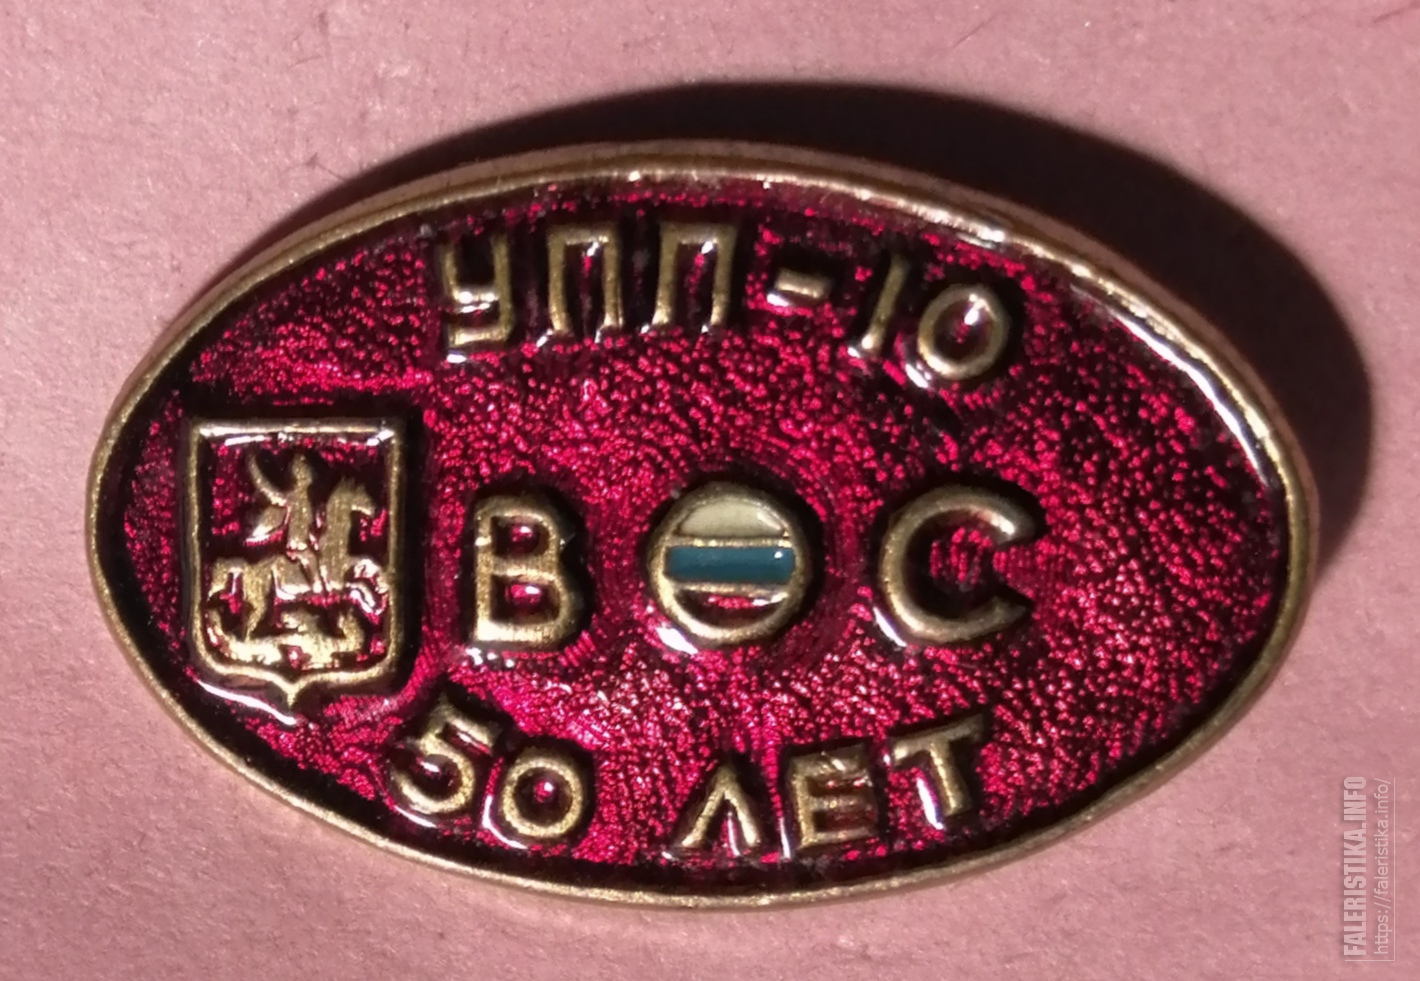 УПП-10
ВОС
50 ЛЕТ
FALERISTIKA.INFO
https://faleristika.info/